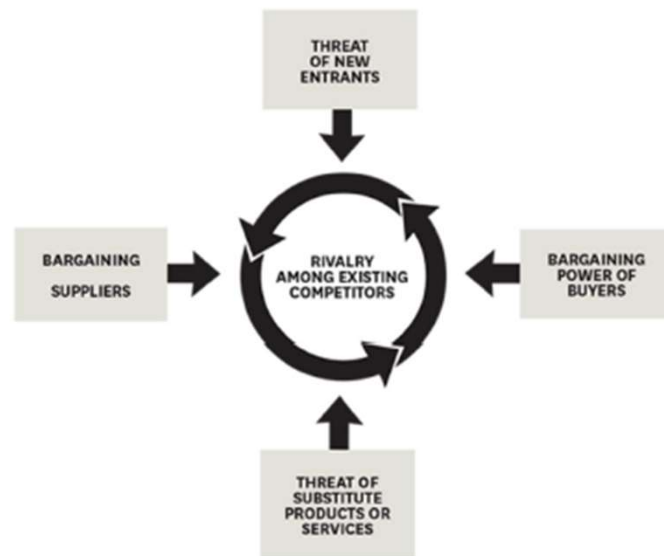 THREAT
OF NEW
ENTRANTS
BARGAINING
SUPPLIERS
RIVALRY
AMONG EXISTING
COMPETITORS
BARGAINING
POWER OF
BUYERS
THREAT OF
SUBSTITUTE
PRODUCTS OR
SERVICES